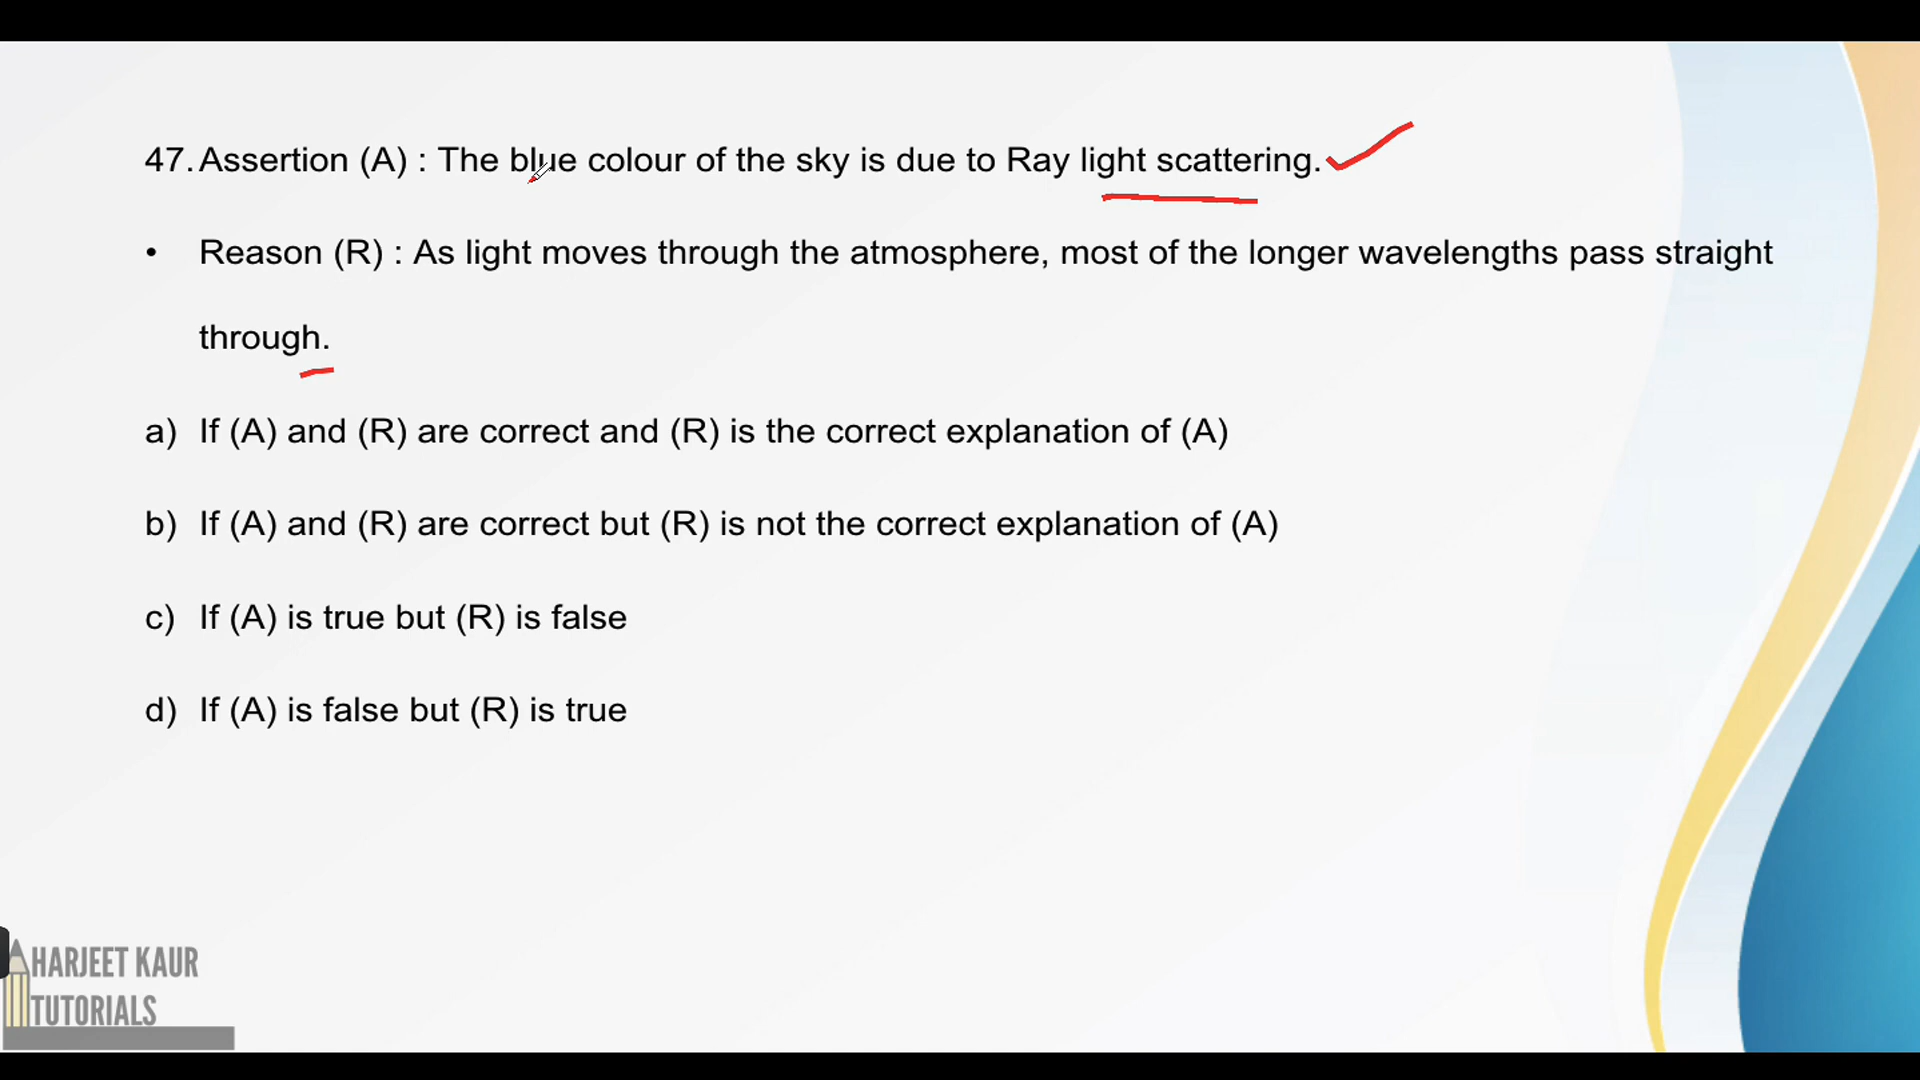 47. Assertion (A) : The blue colour of the sky is due to Ray light scattering.
• Reason (R) : As light moves through the atmosphere, most of the longer wavelengths pass straight
through.
a) If (A) and (R) are correct and (R) is the correct explanation of (A)
b) If (A) and (R) are correct but (R) is not the correct explanation of (A)
c) If (A) is true but (R) is false
d) If (A) is false but (R) is true
HARJEET KAUR
TUTORIALS